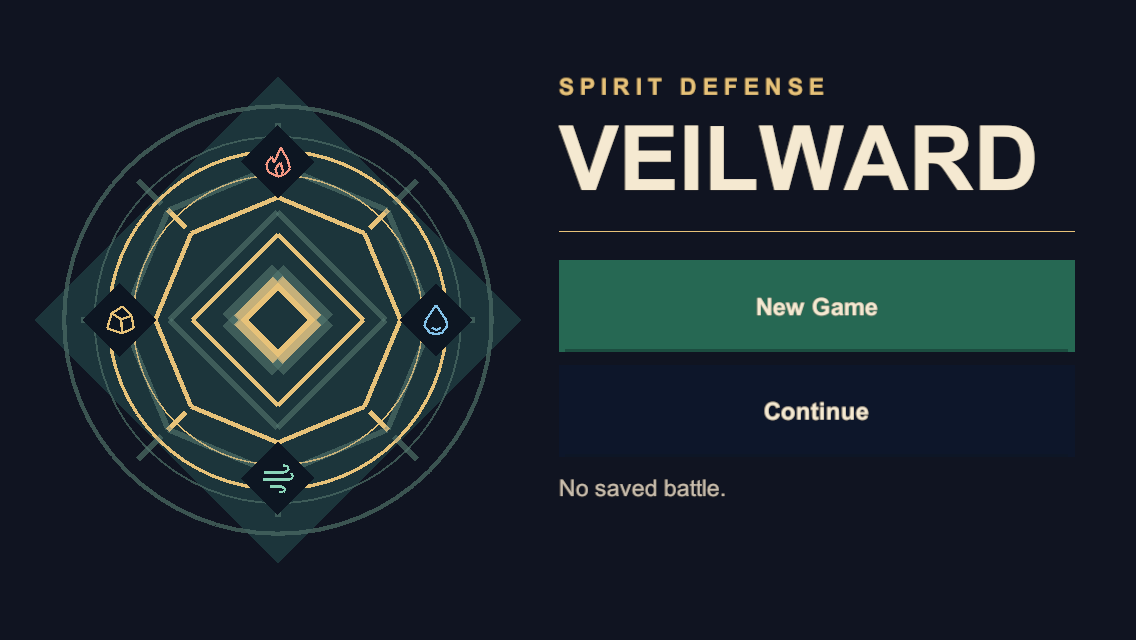 SPIRIT DEFENSE
VEILWARD
New Game
Continue
No saved battle.